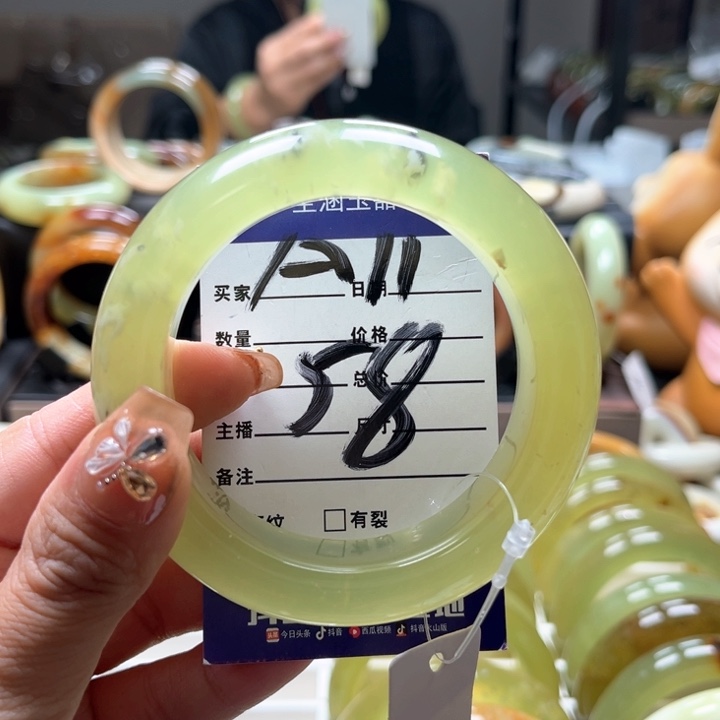 A11
买家 日期
数量 价格
58
总价
主播 尺寸
备注
纹 □有裂
今日头条 抖音 西瓜视频 抖音火山版